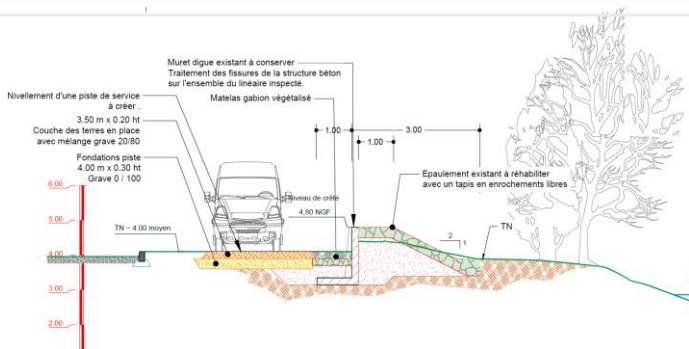 Muret digue existant à conserver
Traitement des fissures de la structure béton
sur l'ensemble du linéaire inspecté.
Nivellement d'une piste de service
à créer .
Matelas gabion végétalisé
3.50 m x 0.20 ht
Couche des terres en place
avec mélange grave 20/80
Fondations piste
4.00 m x 0.30 ht
Grave 0 / 100
1.00
3.00
1.00
Epaulement existant à réhabiliter
avec un tapis en enrochements libres
6.00
Niveau de crête
4,80 NGF
5.00
TN ~ 4.00 moyen
2
1
TN
4.00
3.00
2.00